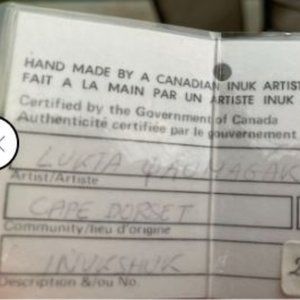 HAND MADE BY A CANADIAN INUK ARTIST
FAIT A LA MAIN PAR UN ARTISTE INUK
Certified by the Government of Canada
Authenticité certifiée par le gouvernement
LUKTA
Artist/Artiste
CAPE DORSET
Community/lieu d'origine
INUKSHUK
Description &/ou No.